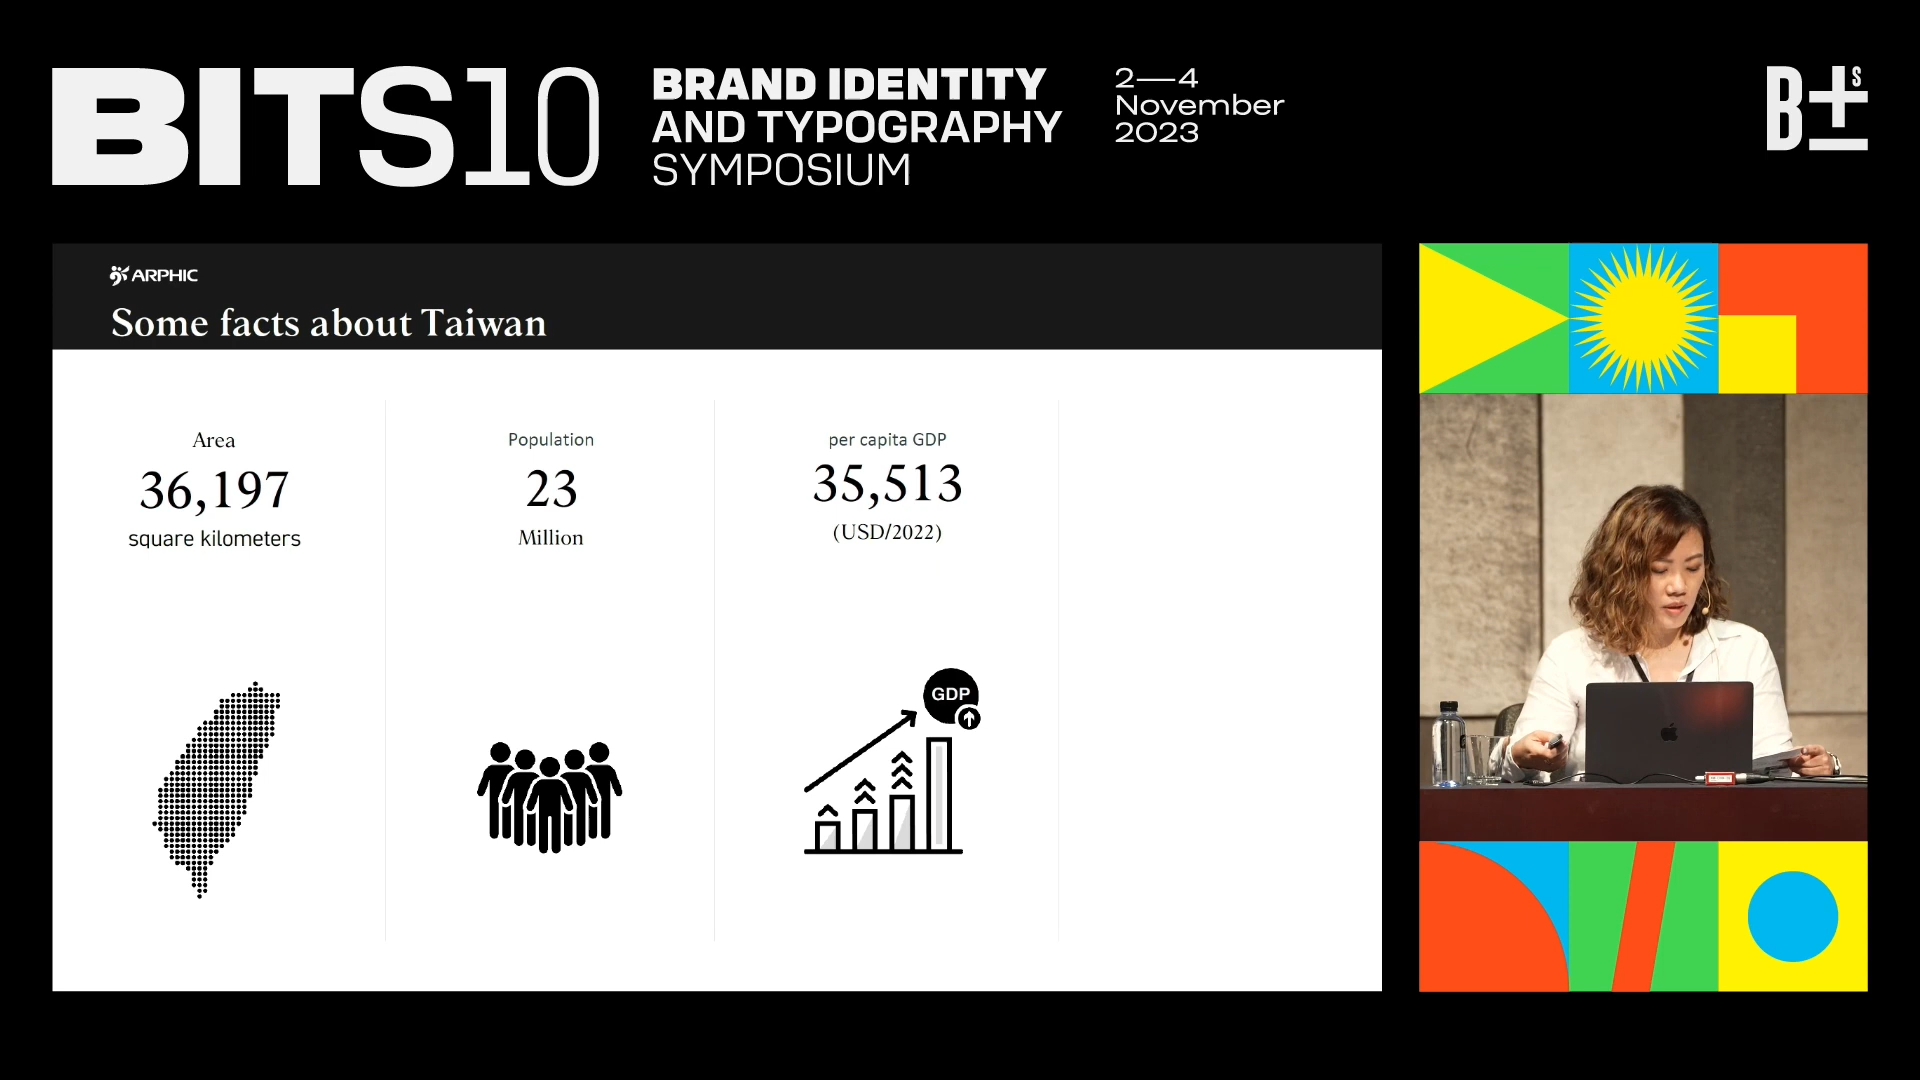 BITS10
BRAND IDENTITY
AND TYPOGRAPHY
SYMPOSIUM
2—4
November
2023
B±s
ARPHIC
Some facts about Taiwan
Area
36,197
square kilometers
Population
23
Million
per capita GDP
35,513
(USD/2022)
GDP